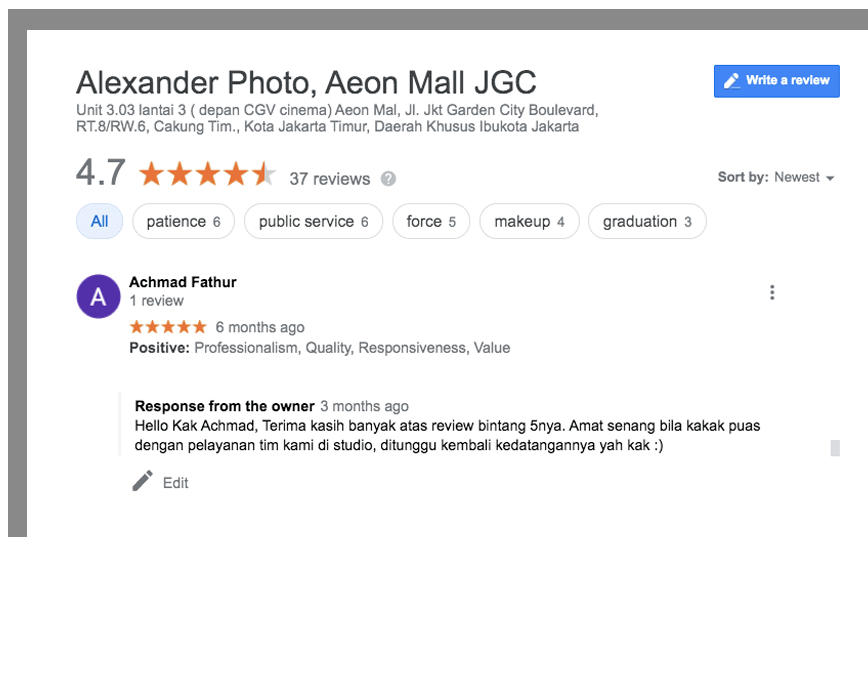 Alexander Photo, Aeon Mall JGC
Write a review
Unit 3.03 lantai 3 ( depan CGV cinema) Aeon Mal, Jl. Jkt Garden City Boulevard,
RT.8/RW.6, Cakung Tim., Kota Jakarta Timur, Daerah Khusus Ibukota Jakarta
4.7 37 reviews ?
Sort by: Newest
All patience 6 public service 6 force 5 makeup 4 graduation 3
A
Achmad Fathur
1 review
6 months ago
Positive: Professionalism, Quality, Responsiveness, Value
Response from the owner 3 months ago
Hello Kak Achmad, Terima kasih banyak atas review bintang 5nya. Amat senang bila kakak puas
dengan pelayanan tim kami di studio, ditunggu kembali kedatangannya yah kak :)
Edit